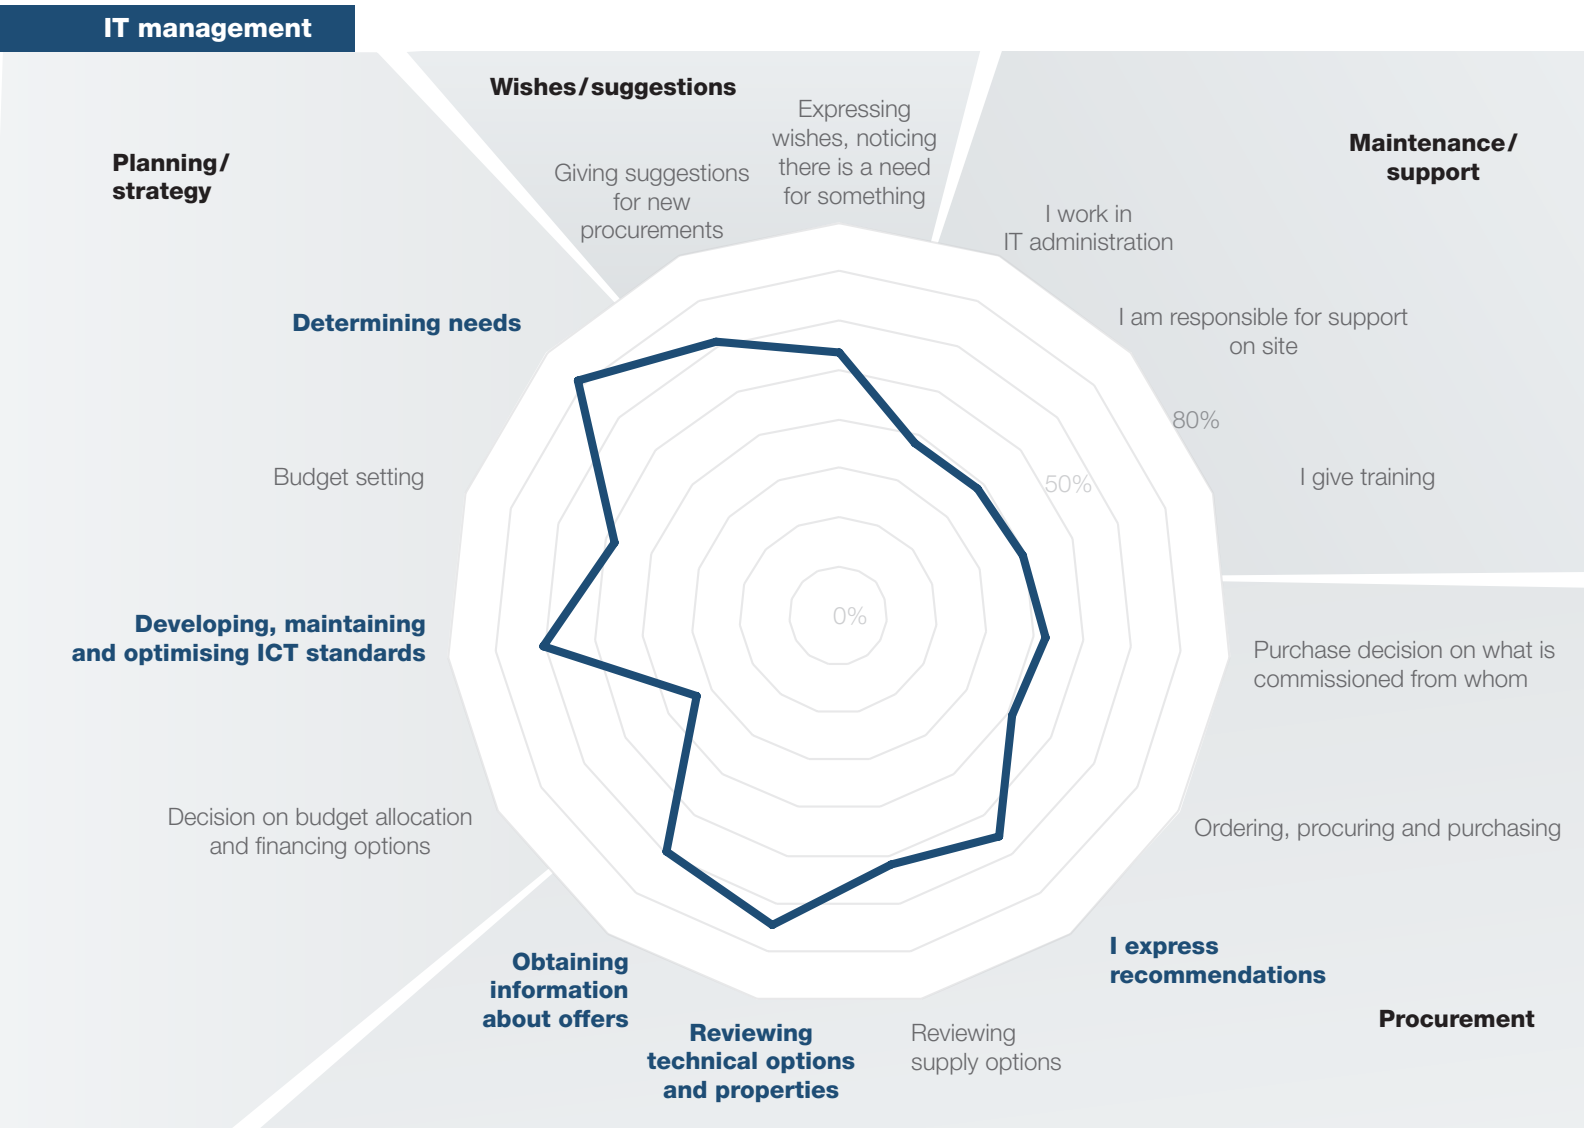 IT management
Wishes/suggestions
Expressing
wishes, noticing
there is a need
for something
Giving suggestions
for new
procurements
Planning/
strategy
Maintenance/
support
I work in
IT administration
I am responsible for support
on site
Determining needs
80%
Budget setting
50%
I give training
0%
Developing, maintaining
and optimising ICT standards
Purchase decision on what is
commissioned from whom
Decision on budget allocation
and financing options
Ordering, procuring and purchasing
Obtaining
information
about offers
I express
recommendations
Reviewing
technical options
and properties
Reviewing
supply options
Procurement